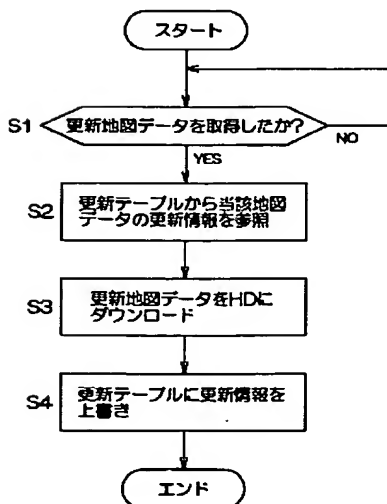 スタート
S1 更新地図データを取得したか?
NO
YES
S2 更新テーブルから当該地図
データの更新情報を参照
S3 更新地図データをHDに
ダウンロード
S4 更新テーブルに更新情報を
上書き
エンド